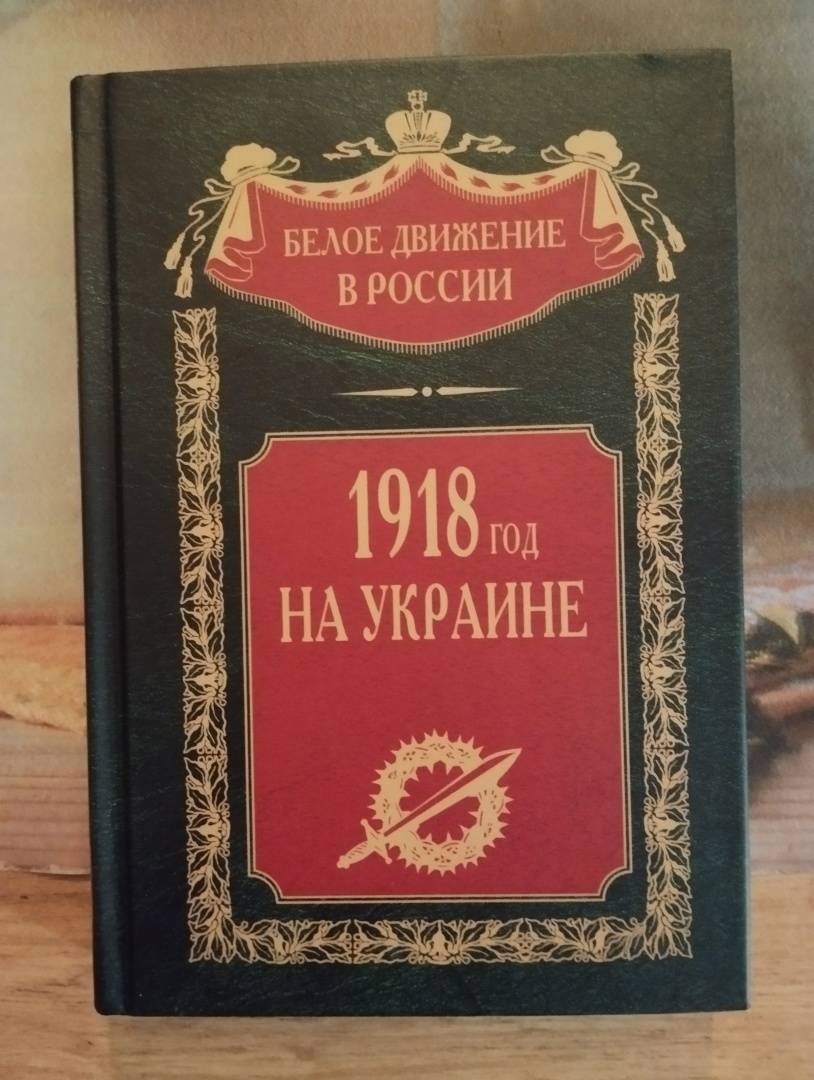 БЕЛОЕ ДВИЖЕНИЕ
В РОССИИ
1918 ГОД
НА УКРАИНЕ